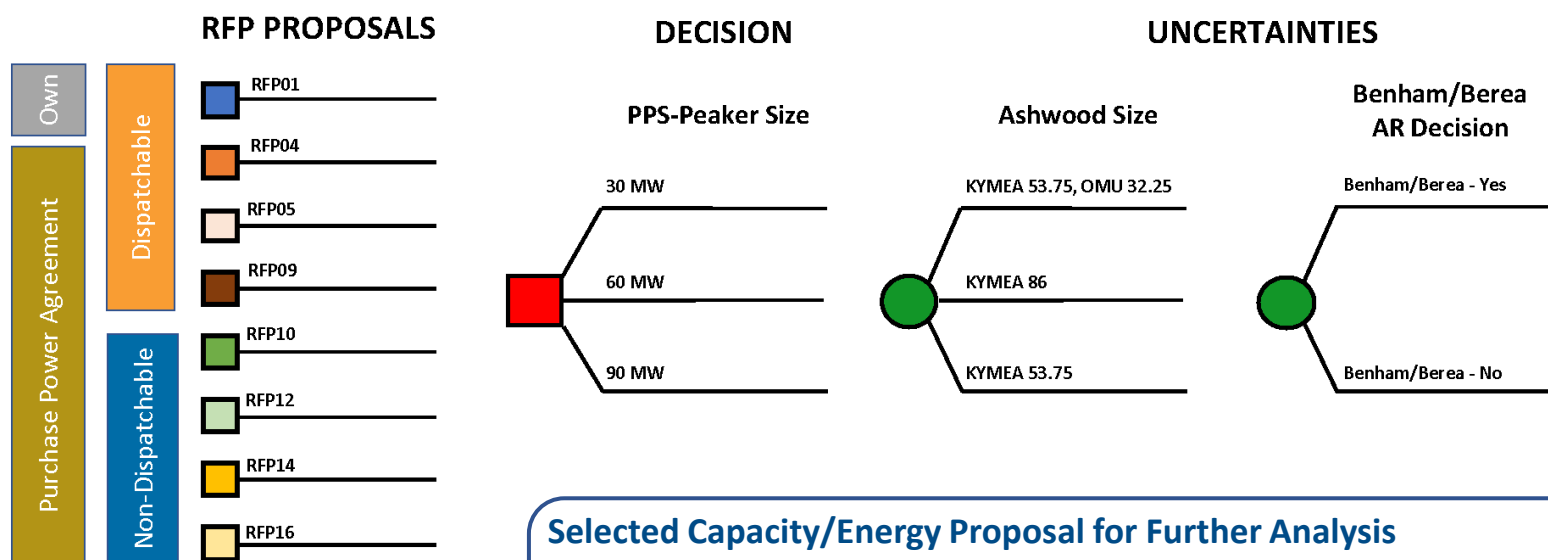 RFP PROPOSALS
DECISION
UNCERTAINTIES
Own
Purchase Power Agreement
Dispatchable
Non-Dispatchable
RFP01
RFP04
RFP05
RFP09
RFP10
RFP12
RFP14
RFP16
PPS-Peaker Size
30 MW
60 MW
90 MW
Ashwood Size
KYMEA 53.75, OMU 32.25
KYMEA 86
KYMEA 53.75
Benham/Berea
AR Decision
Benham/Berea - Yes
Benham/Berea - No
Selected Capacity/Energy Proposal for Further Analysis